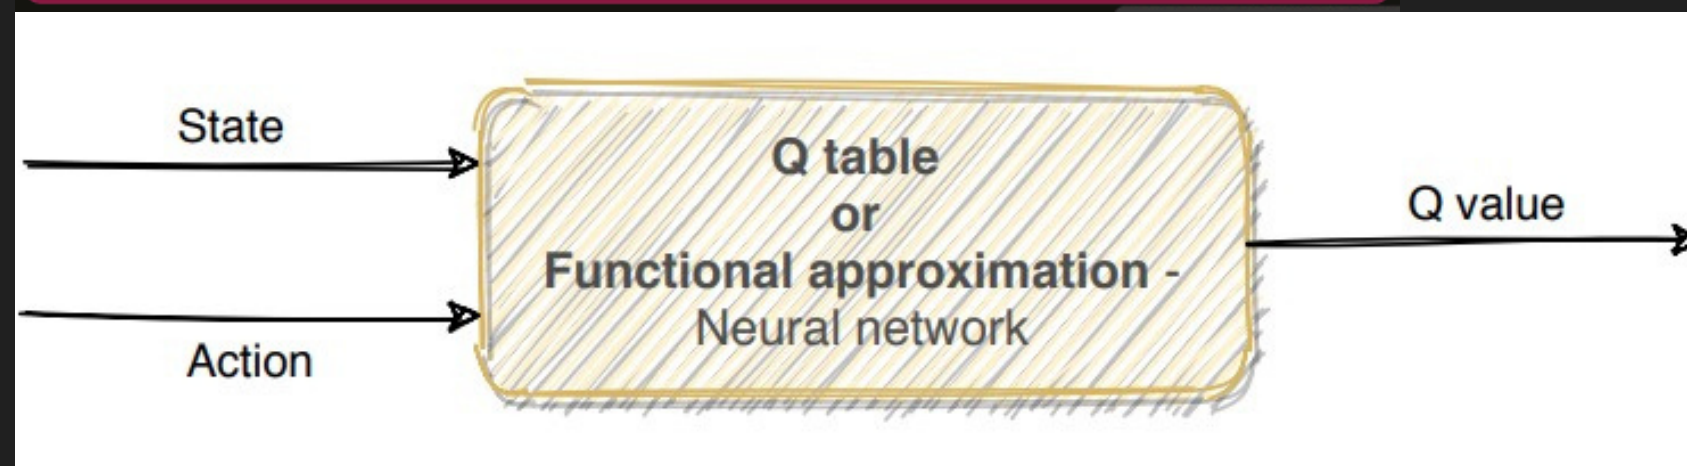 State
Q table
or
Functional approximation -
Neural network
Action
Q value